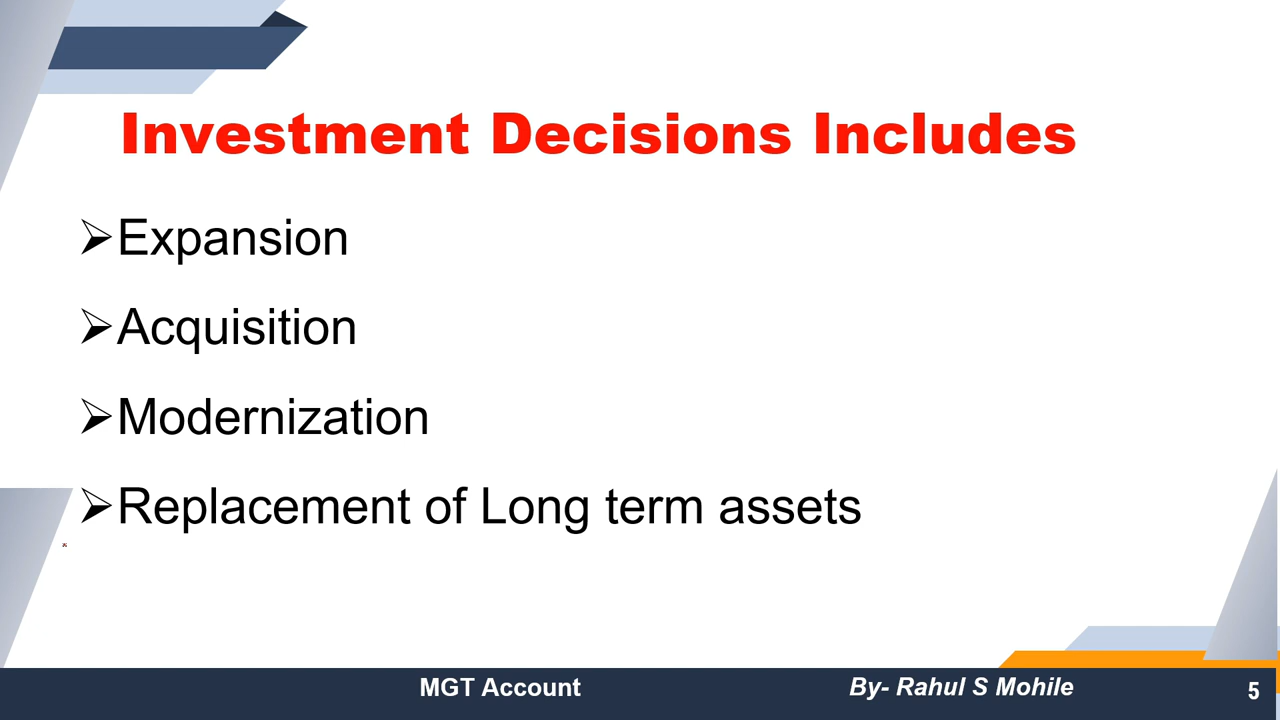 Investment Decisions Includes
➢Expansion
➢Acquisition
➢Modernization
➢Replacement of Long term assets
MGT Account
By- Rahul S Mohile
5